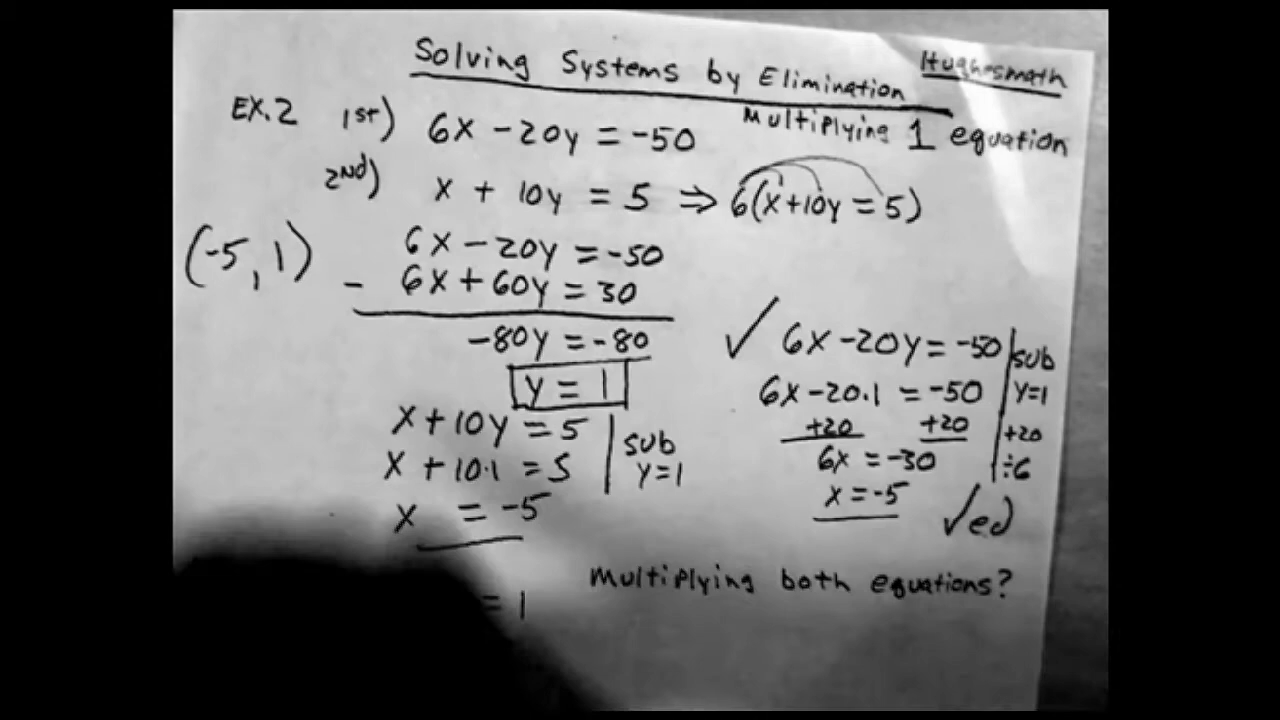 Solving Systems by Elimination
Hughesmath
Multiplying 1 equation
EX.2 1st) 6x - 20y = -50
2nd) x + 10y = 5 ⇒ 6(x+10y = 5)
(-5, 1)
6x - 20y = -50
- 6x + 60y = 30
-80y = -80
y = 1
x + 10y = 5 | sub
x + 10·1 = 5 | y=1
x = -5
= 1
✓ 6x - 20y = -50 | sub
6x - 20·1 = -50 | y=1
+20 +20 | +20
6x = -30 | ÷6
x = -5
✓ed
Multiplying both equations?